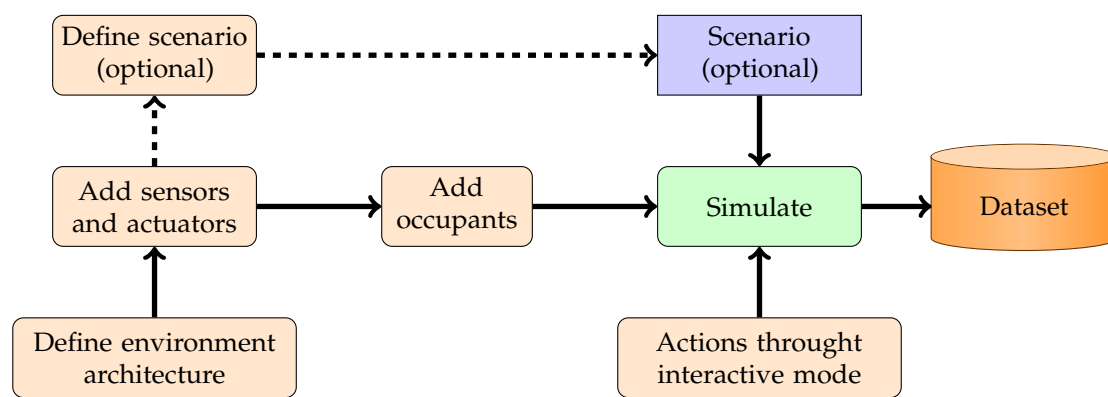 Define scenario
(optional)
Scenario
(optional)
Add sensors
and actuators
Add
occupants
Simulate
Dataset
Define environment
architecture
Actions throught
interactive mode